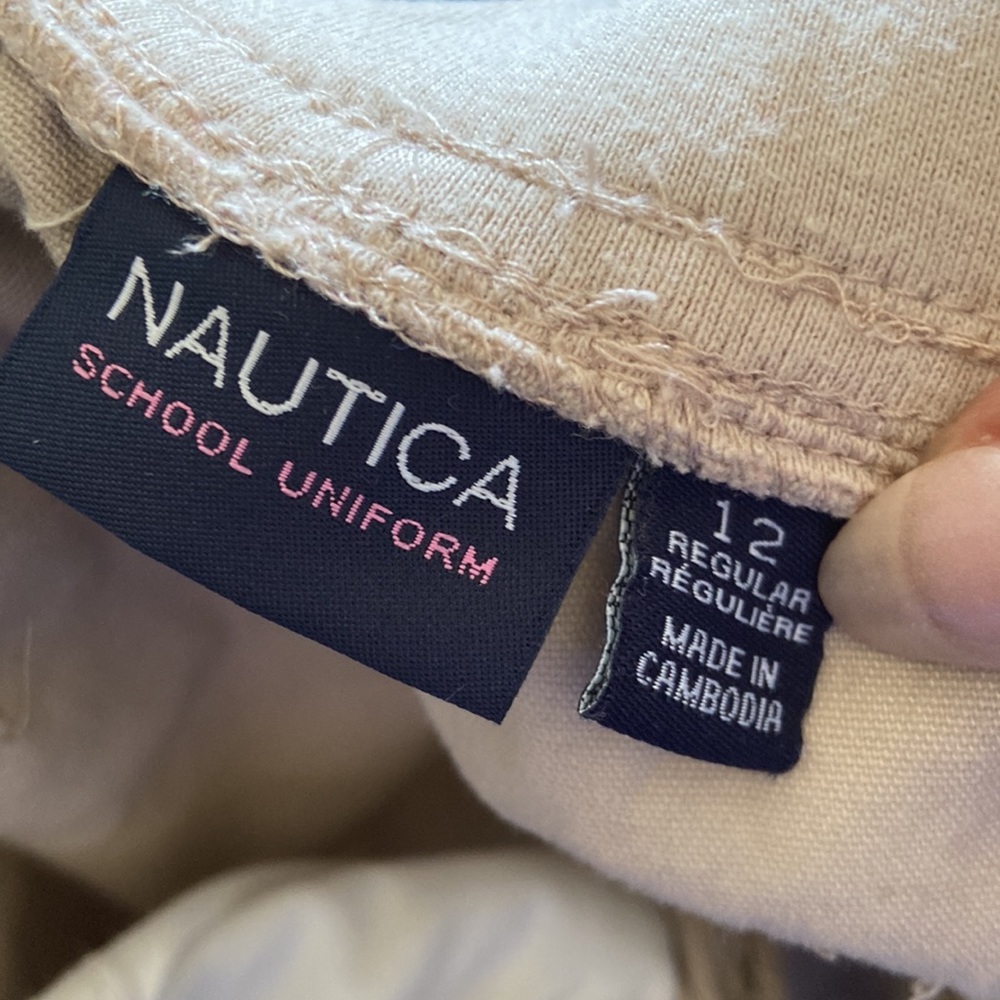 NAUTICA
SCHOOL UNIFORM
12
REGULAR
RÉGULIÈRE
MADE IN
CAMBODIA